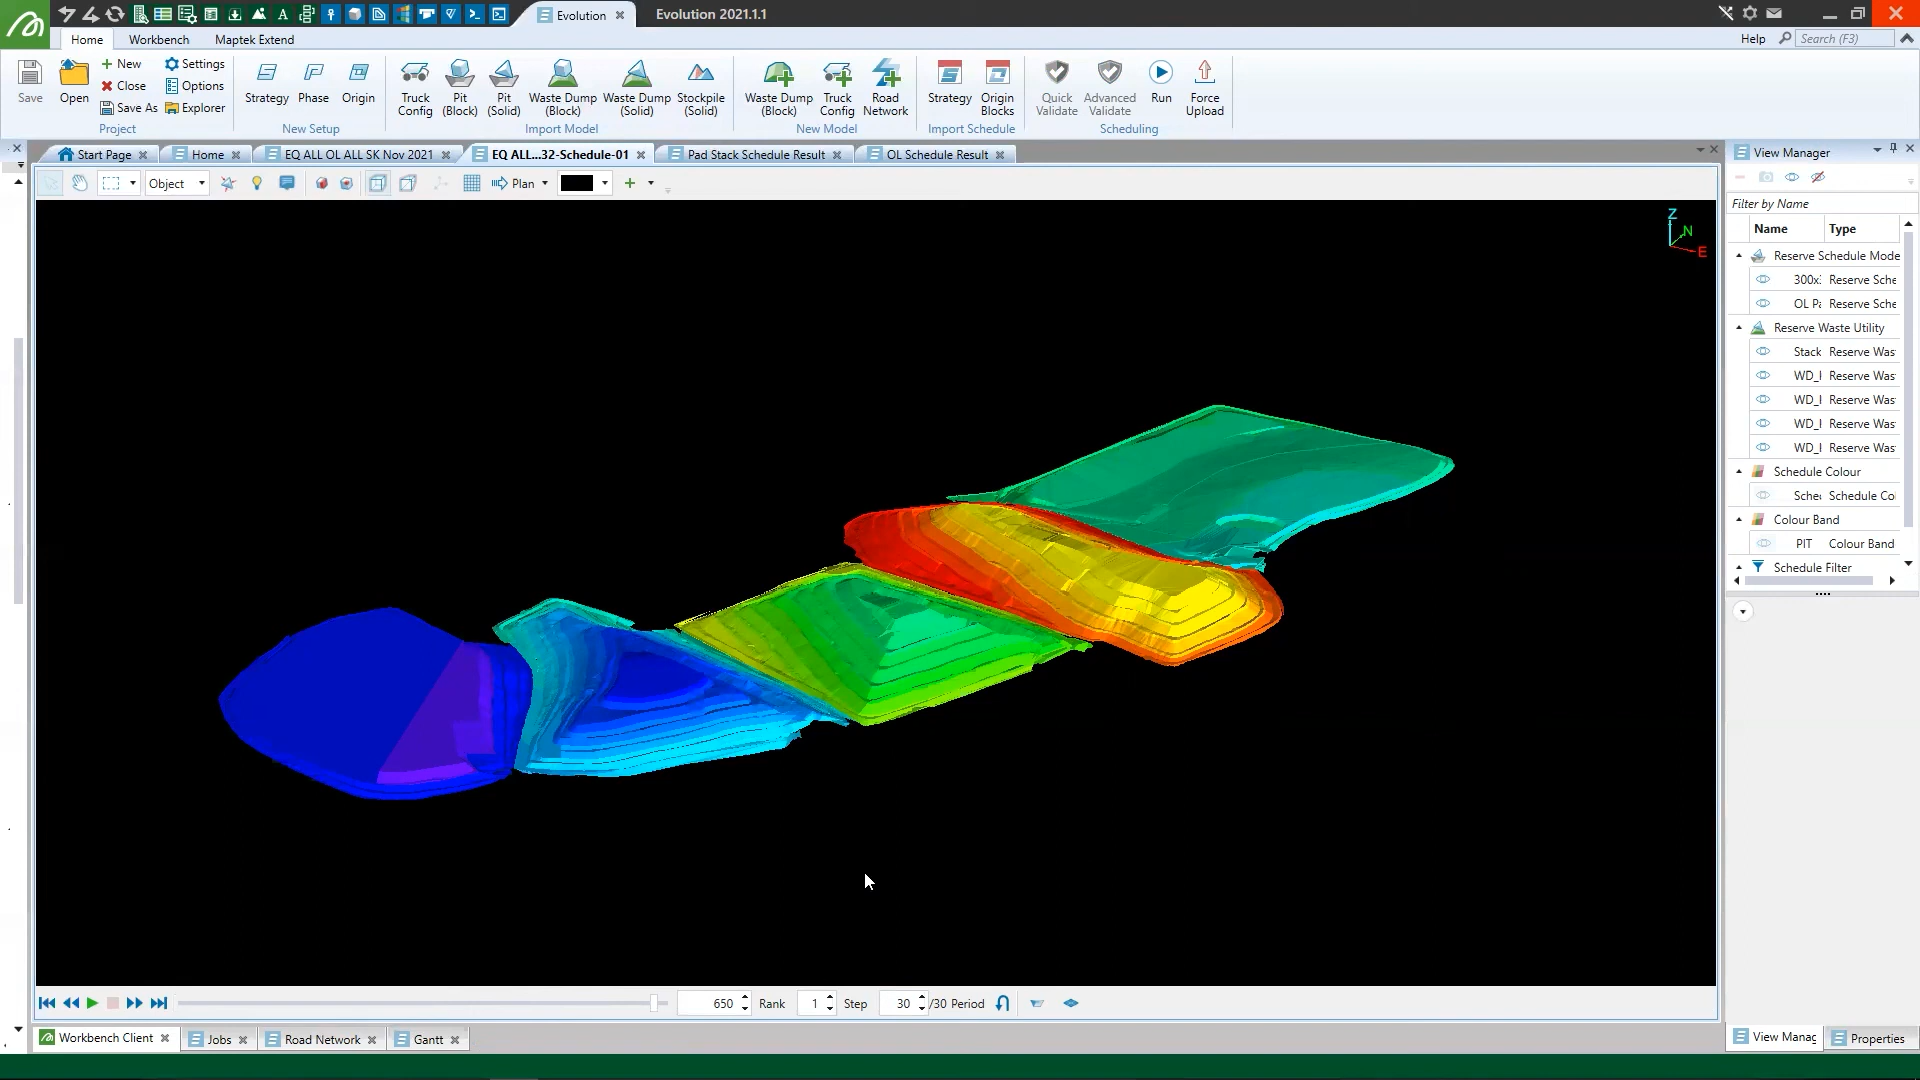 Evolution
Evolution 2021.1.1
Home
Workbench
Maptek Extend
Help
Search (F3)
Save
Open
New
Close
Save As
Settings
Options
Explorer
Project
Strategy
Phase
Origin
New Setup
Truck Config
Pit (Block)
Pit (Solid)
Waste Dump (Block)
Waste Dump (Solid)
Stockpile (Solid)
Import Model
Waste Dump (Block)
Truck Config
Road Network
New Model
Strategy
Origin Blocks
Import Schedule
Quick Validate
Advanced Validate
Run
Force Upload
Scheduling
Start Page
Home
EQ ALL OL ALL SK Nov 2021
EQ ALL...32-Schedule-01
Pad Stack Schedule Result
OL Schedule Result
Object
Plan
Z
N
E
View Manager
Filter by Name
Name Type
Reserve Schedule Mode
300x: Reserve Sche
OL Pa Reserve Sche
Reserve Waste Utility
Stack Reserve Was
WD_I Reserve Was
WD_I Reserve Was
WD_I Reserve Was
WD_I Reserve Was
Schedule Colour
Sche Schedule Co
Colour Band
PIT Colour Band
Schedule Filter
650 Rank 1 Step 30 /30 Period
Workbench Client
Jobs
Road Network
Gantt
View Manag
Properties